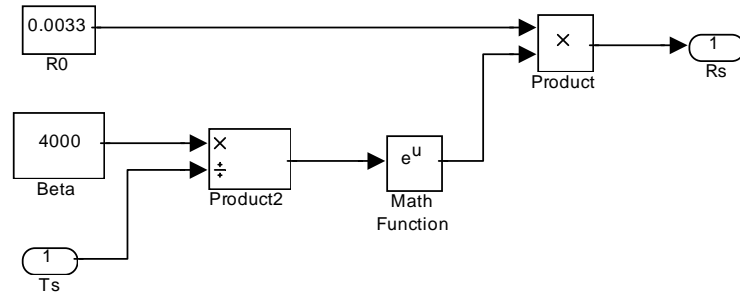 0.0033
R0
×
Product
1
Rs
4000
Beta
×
÷
Product2
e^u
Math
Function
1
Ts